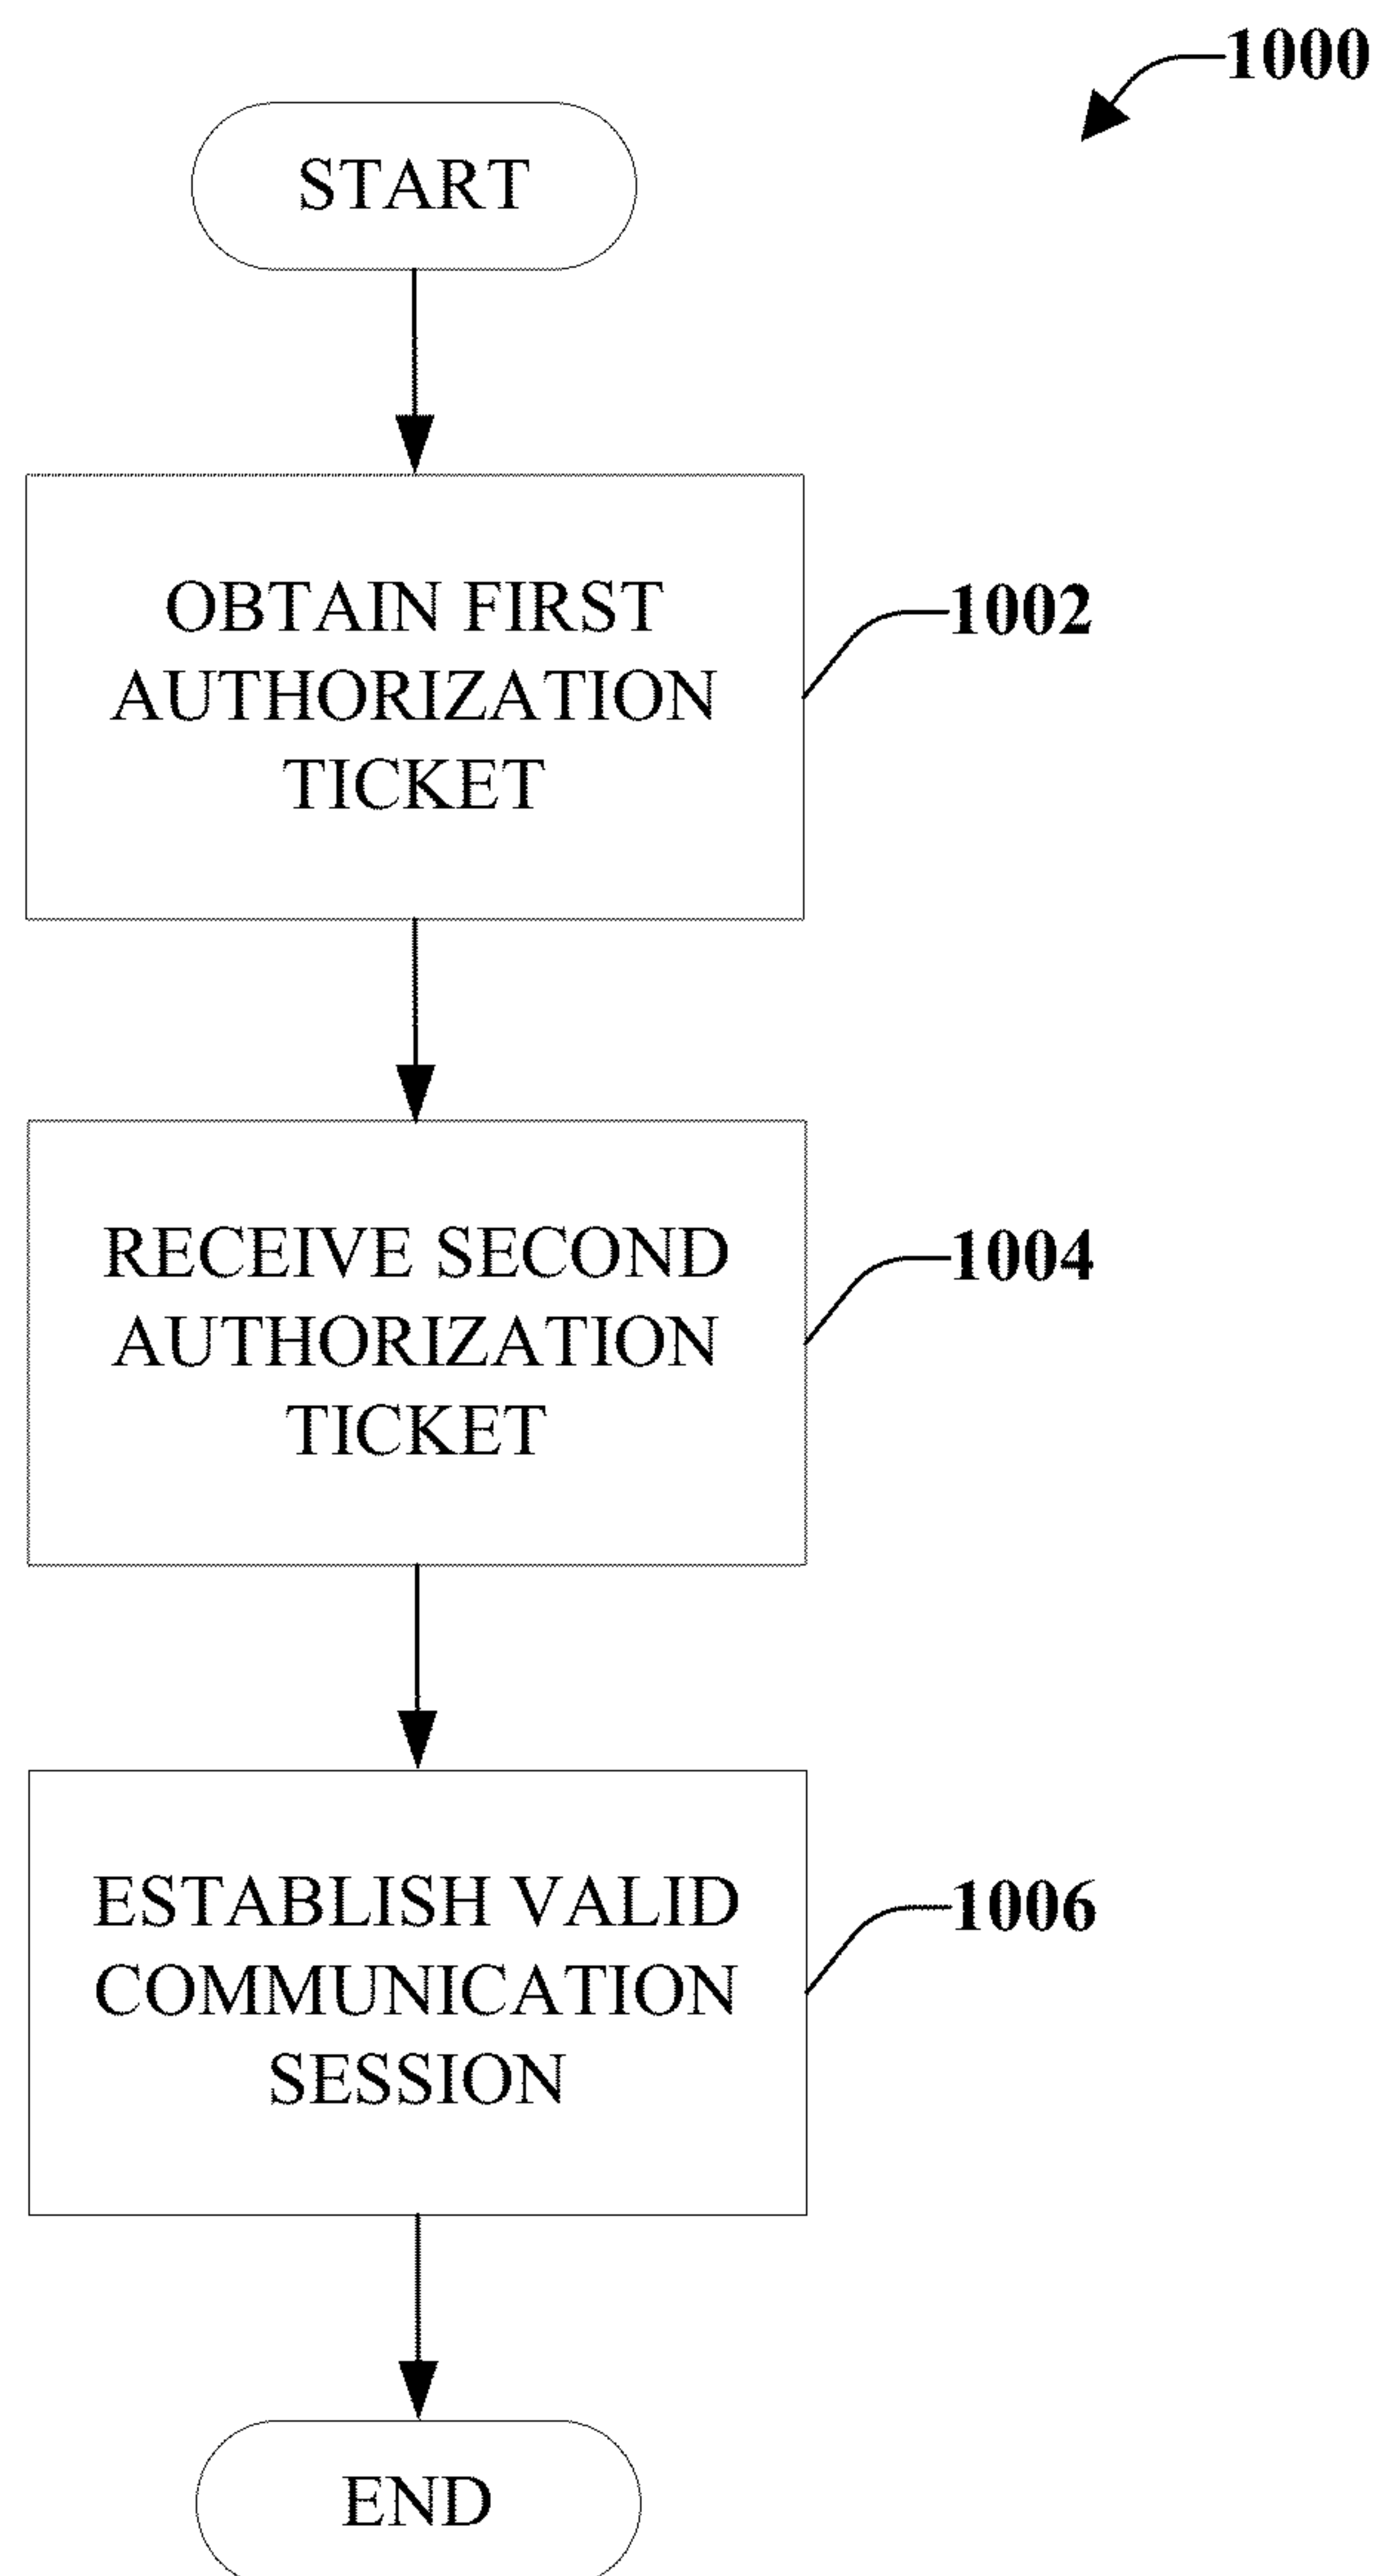 1000
START
OBTAIN FIRST
AUTHORIZATION
TICKET
1002
RECEIVE SECOND
AUTHORIZATION
TICKET
1004
ESTABLISH VALID
COMMUNICATION
SESSION
1006
END